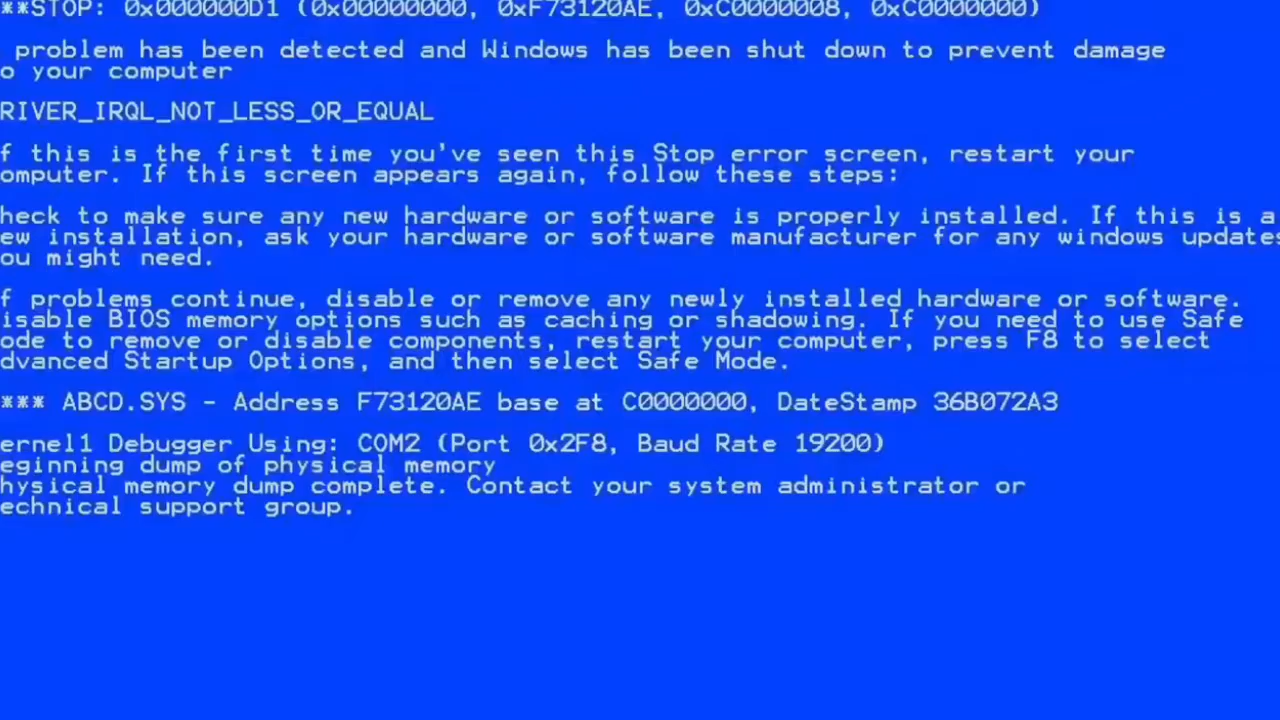 **STOP: 0x000000D1 (0x00000000, 0xF73120AE, 0xC0000008, 0xC0000000)
problem has been detected and Windows has been shut down to prevent damage
o your computer
RIVER_IRQL_NOT_LESS_OR_EQUAL
f this is the first time you've seen this Stop error screen, restart your
omputer. If this screen appears again, follow these steps:
heck to make sure any new hardware or software is properly installed. If this is a
ew installation, ask your hardware or software manufacturer for any windows updates
ou might need.
f problems continue, disable or remove any newly installed hardware or software.
isable BIOS memory options such as caching or shadowing. If you need to use Safe
ode to remove or disable components, restart your computer, press F8 to select
dvanced Startup Options, and then select Safe Mode.
*** ABCD.SYS - Address F73120AE base at C0000000, DateStamp 36B072A3
ernel1 Debugger Using: COM2 (Port 0x2F8, Baud Rate 19200)
eginning dump of physical memory
hysical memory dump complete. Contact your system administrator or
echnical support group.